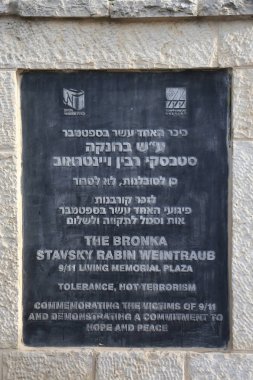 כיכר האחד עשר בספטמבר
ע״ש ברונקה
סטבסקי רבין ויינטראוב
כן לסובלנות, לא לטרור
לזכר קורבנות
פיגועי האחד עשר בספטמבר
אות וסמל לתקווה ולשלום
THE BRONKA
STAVSKY RABIN WEINTRAUB
9/11 LIVING MEMORIAL PLAZA
TOLERANCE, NOT TERRORISM
COMMEMORATING THE VICTIMS OF 9/11
AND DEMONSTRATING A COMMITMENT TO
HOPE AND PEACE